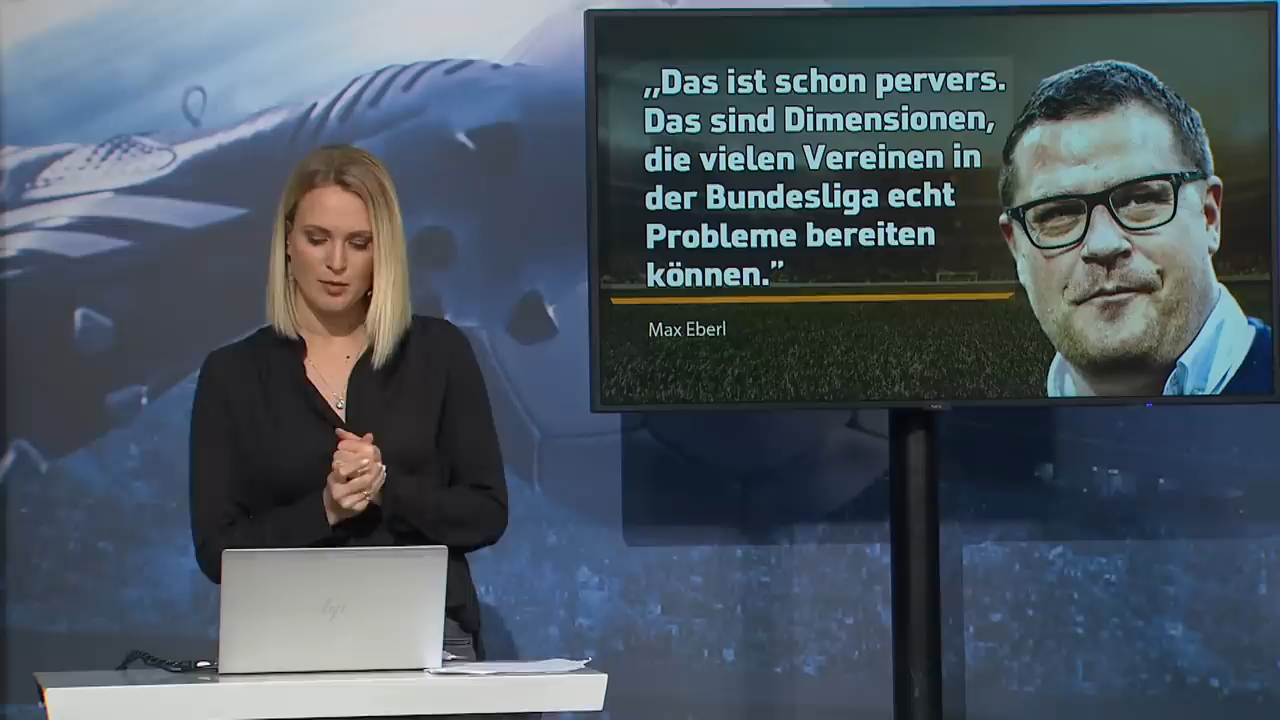 „Das ist schon pervers.
Das sind Dimensionen,
die vielen Vereinen in
der Bundesliga echt
Probleme bereiten
können.”
Max Eberl
hp